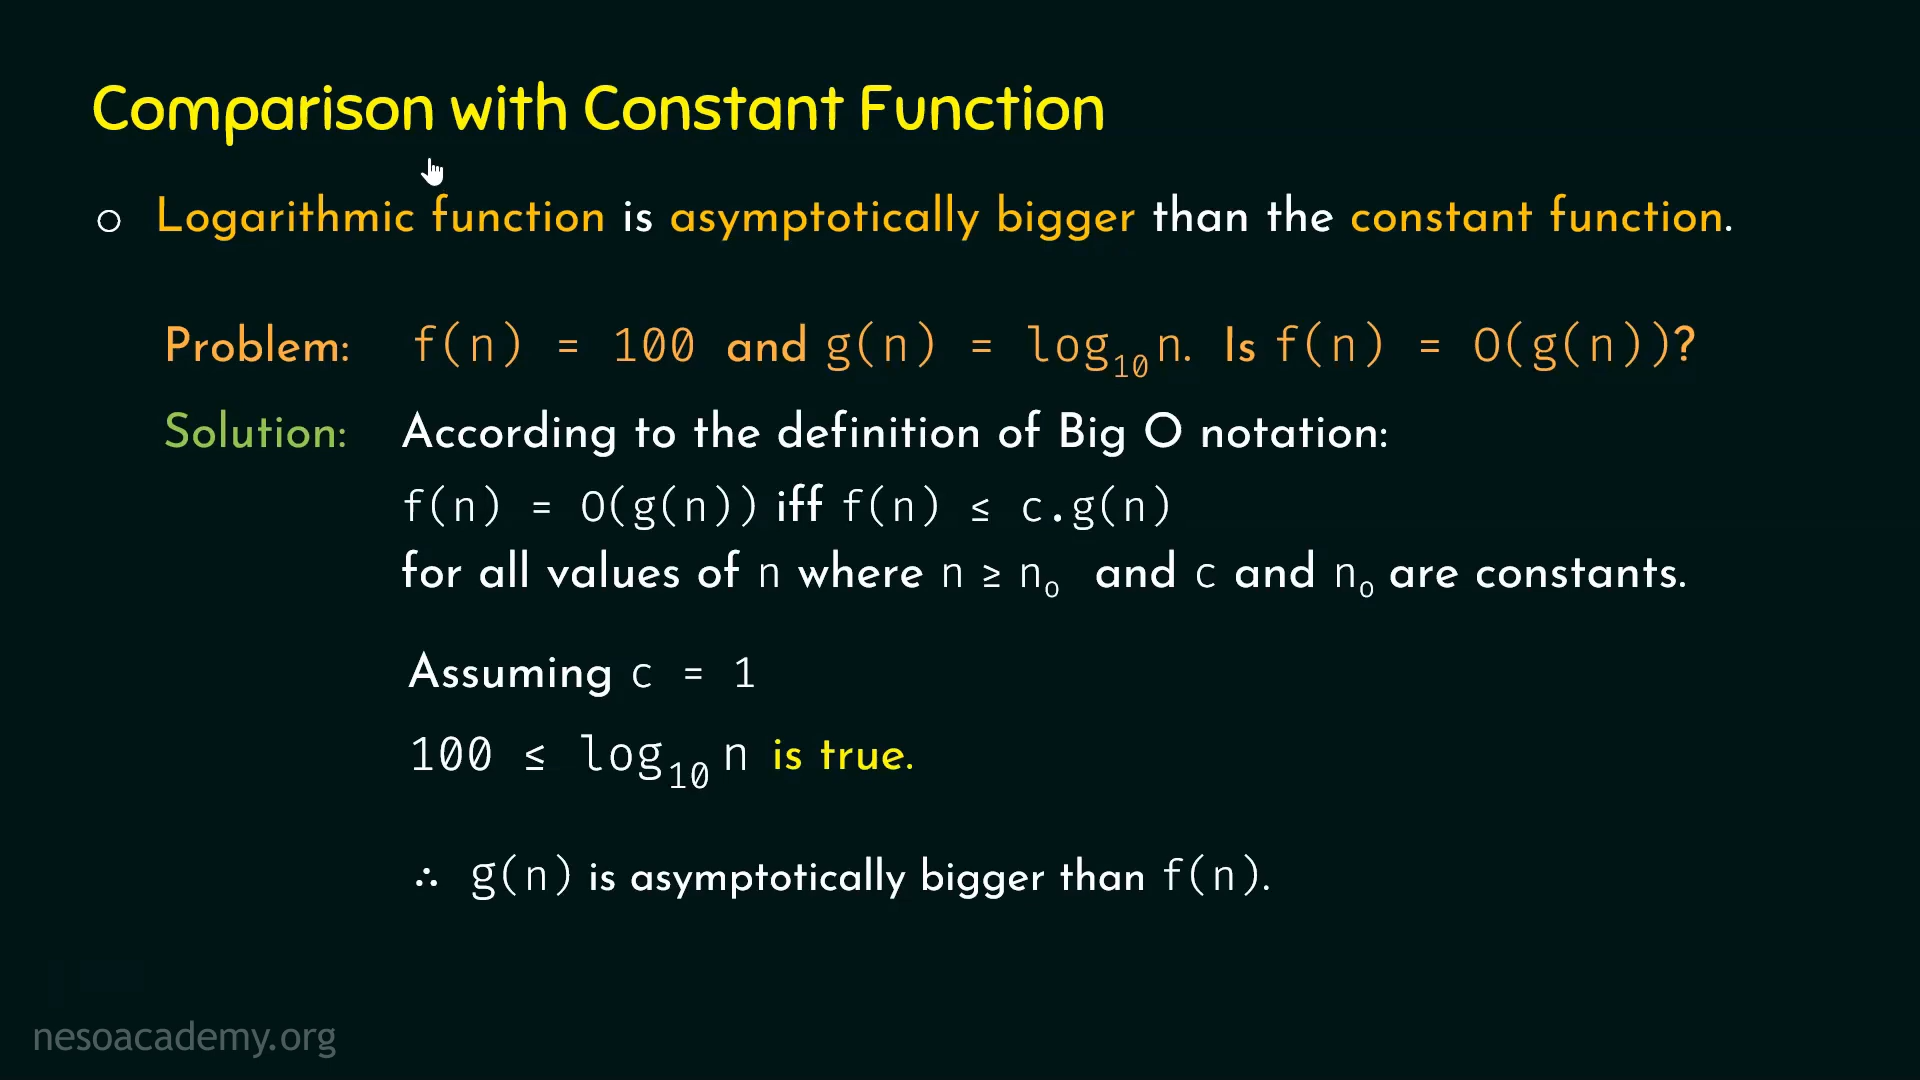 Comparison with Constant Function
○ Logarithmic function is asymptotically bigger than the constant function.
Problem: f(n) = 100 and g(n) = log₁₀n. Is f(n) = O(g(n))?
Solution: According to the definition of Big O notation:
f(n) = O(g(n)) iff f(n) ≤ c.g(n)
for all values of n where n ≥ n₀ and c and n₀ are constants.
Assuming c = 1
100 ≤ log₁₀ n is true.
∴ g(n) is asymptotically bigger than f(n).
nesoacademy.org